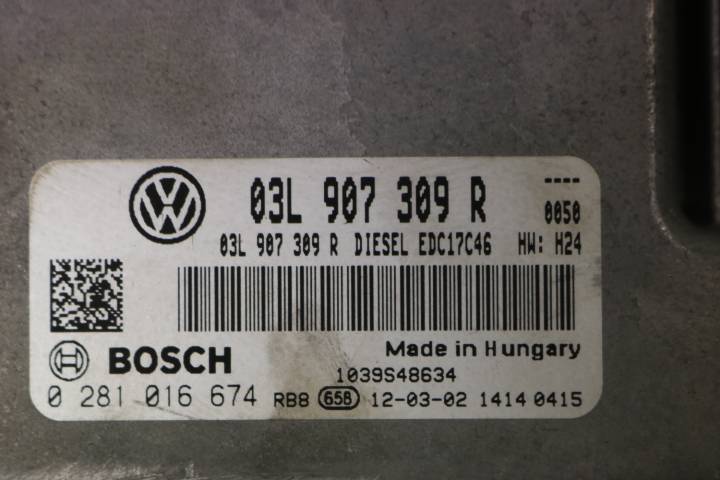 03L 907 309 R ----
0050
03L 907 309 R DIESEL EDC17C46 HW: H24
Made in Hungary
BOSCH
1039S48634
0 281 016 674 RB8 658 12-03-02 1414 0415